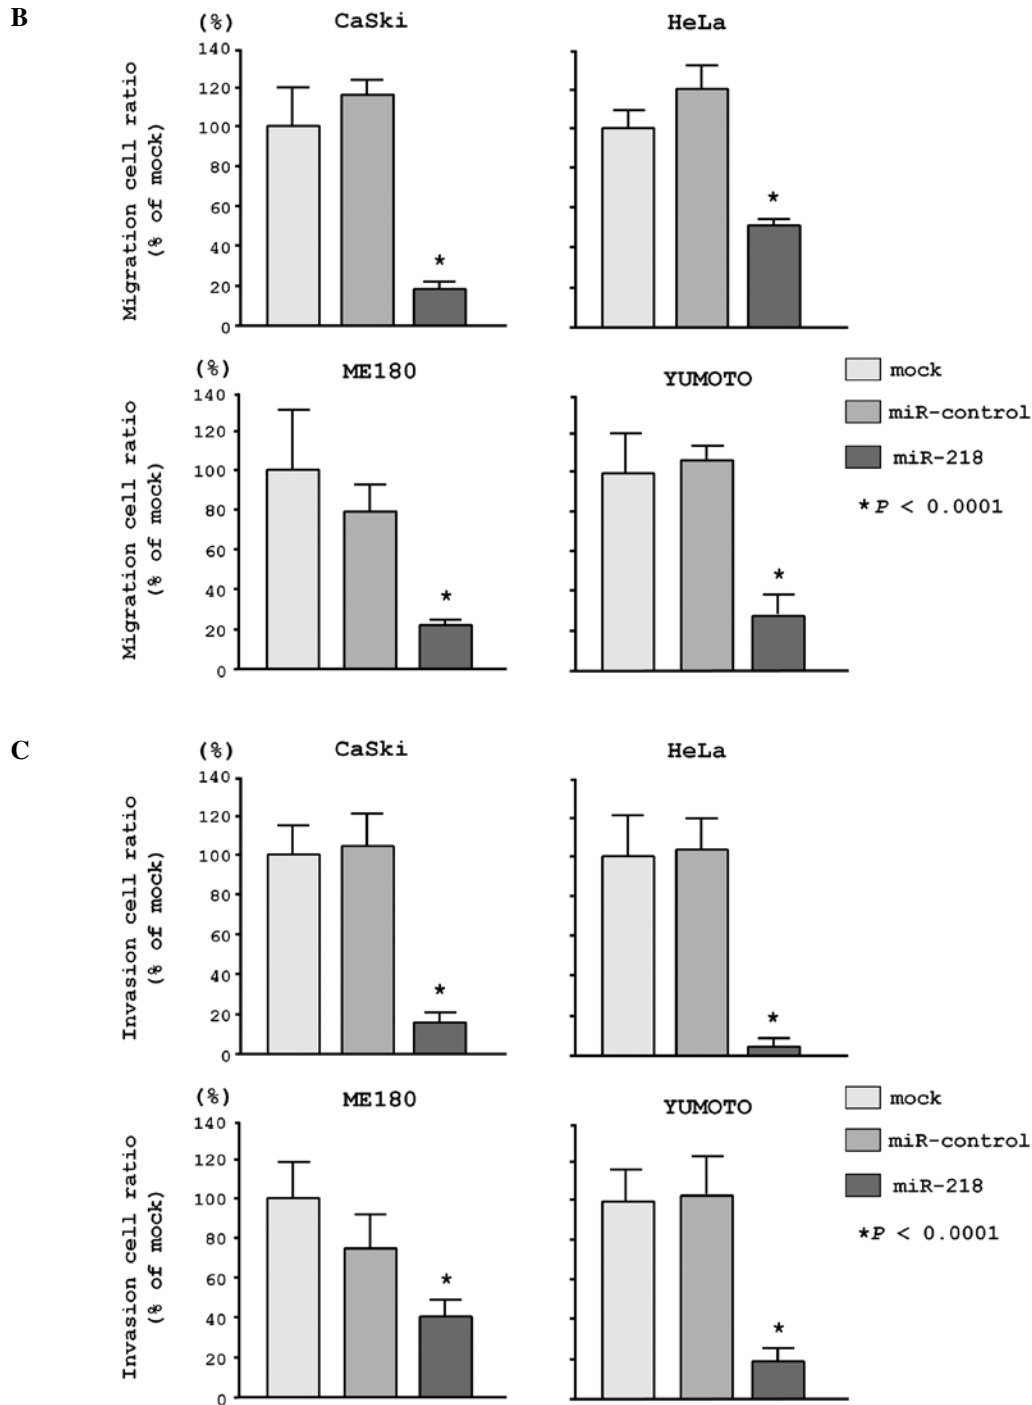 B
(%)
CaSki
HeLa
Migration cell ratio
(% of mock)
140
120
100
80
60
40
20
0
*
*
(%)
ME180
YUMOTO
Migration cell ratio
(% of mock)
140
120
100
80
60
40
20
0
*
*
mock
miR-control
miR-218
*P < 0.0001
C
(%)
CaSki
HeLa
Invasion cell ratio
(% of mock)
140
120
100
80
60
40
20
0
*
*
(%)
ME180
YUMOTO
Invasion cell ratio
(% of mock)
140
120
100
80
60
40
20
0
*
*
mock
miR-control
miR-218
*P < 0.0001